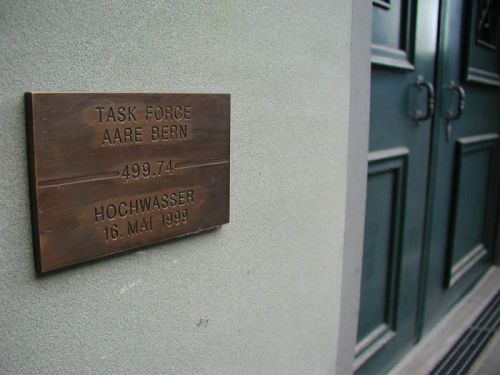 TASK FORCE
AARE BERN
499.74
HOCHWASSER
16. MAI 1999